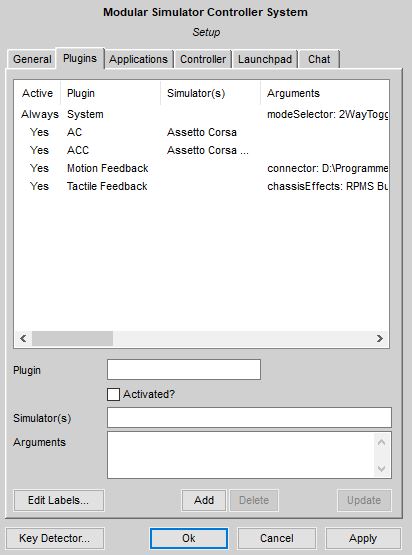 Modular Simulator Controller System
Setup
General Plugins Applications Controller Launchpad Chat
Active Plugin Simulator(s) Arguments
Always System modeSelector: 2WayTogg
Yes AC Assetto Corsa
Yes ACC Assetto Corsa ...
Yes Motion Feedback connector: D:\Programme
Yes Tactile Feedback chassisEffects: RPMS Bu
Plugin
Activated?
Simulator(s)
Arguments
Edit Labels... Add Delete Update
Key Detector... Ok Cancel Apply